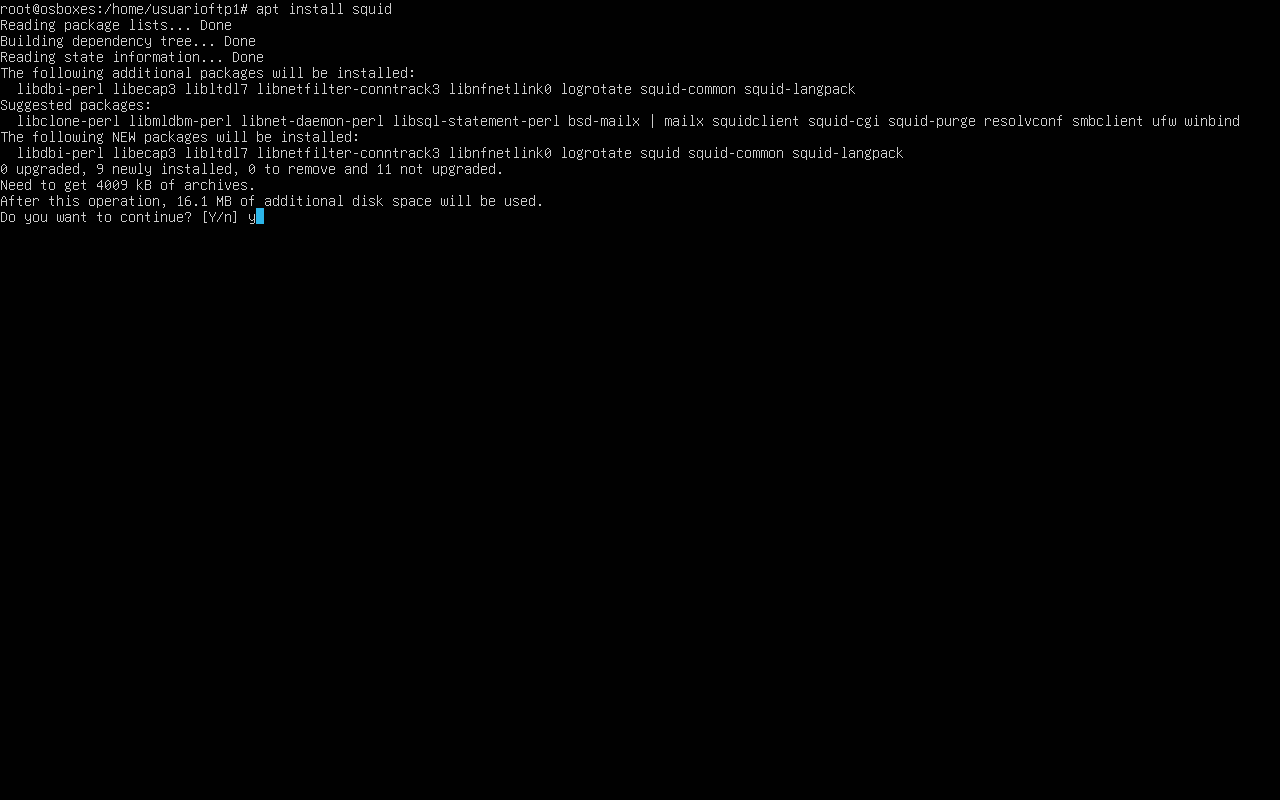 root@osboxes:/home/usuarioftp1# apt install squid
Reading package lists... Done
Building dependency tree... Done
Reading state information... Done
The following additional packages will be installed:
  libdbi-perl libecap3 libltdl7 libnetfilter-conntrack3 libnfnetlink0 logrotate squid-common squid-langpack
Suggested packages:
  libclone-perl libmldbm-perl libnet-daemon-perl libsql-statement-perl bsd-mailx | mailx squidclient squid-cgi squid-purge resolvconf smbclient ufw winbind
The following NEW packages will be installed:
  libdbi-perl libecap3 libltdl7 libnetfilter-conntrack3 libnfnetlink0 logrotate squid squid-common squid-langpack
0 upgraded, 9 newly installed, 0 to remove and 11 not upgraded.
Need to get 4009 kB of archives.
After this operation, 16.1 MB of additional disk space will be used.
Do you want to continue? [Y/n] y